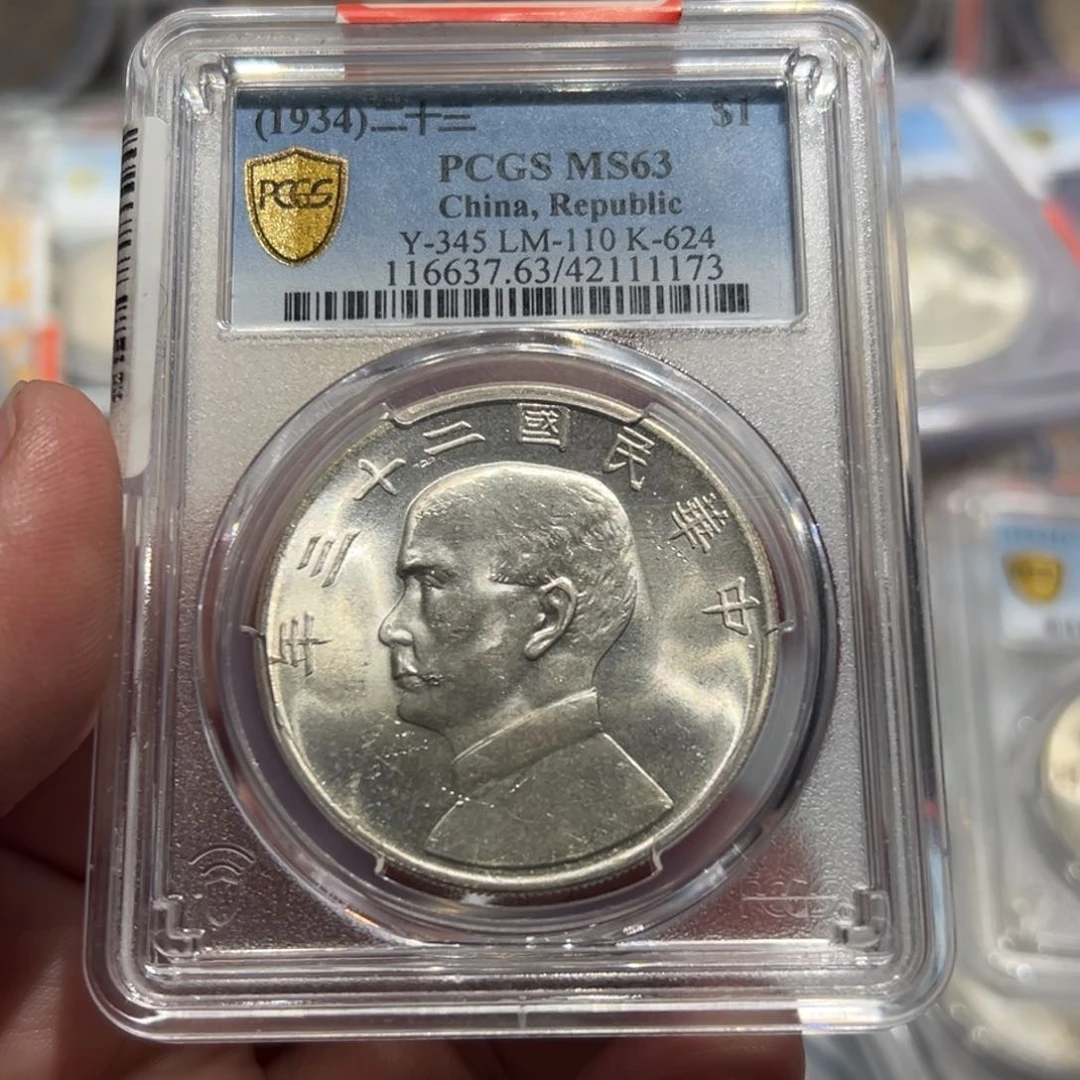 (1934)二十三 $1
PCGS
PCGS MS63
China, Republic
Y-345 LM-110 K-624
116637.63/42111173
年三十二國民華中
PCGS